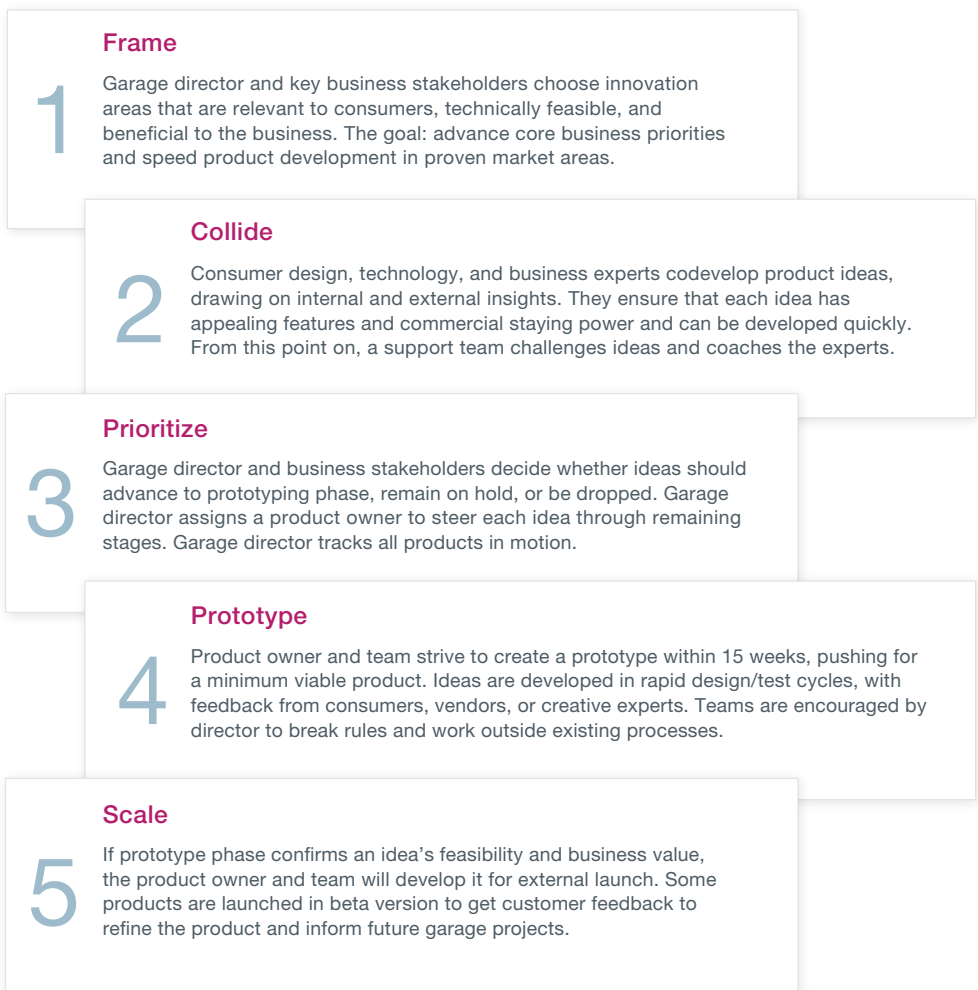 Frame
1
Garage director and key business stakeholders choose innovation
areas that are relevant to consumers, technically feasible, and
beneficial to the business. The goal: advance core business priorities
and speed product development in proven market areas.
Collide
2
Consumer design, technology, and business experts codevelop product ideas,
drawing on internal and external insights. They ensure that each idea has
appealing features and commercial staying power and can be developed quickly.
From this point on, a support team challenges ideas and coaches the experts.
Prioritize
3
Garage director and business stakeholders decide whether ideas should
advance to prototyping phase, remain on hold, or be dropped. Garage
director assigns a product owner to steer each idea through remaining
stages. Garage director tracks all products in motion.
Prototype
4
Product owner and team strive to create a prototype within 15 weeks, pushing for
a minimum viable product. Ideas are developed in rapid design/test cycles, with
feedback from consumers, vendors, or creative experts. Teams are encouraged by
director to break rules and work outside existing processes.
Scale
5
If prototype phase confirms an idea’s feasibility and business value,
the product owner and team will develop it for external launch. Some
products are launched in beta version to get customer feedback to
refine the product and inform future garage projects.